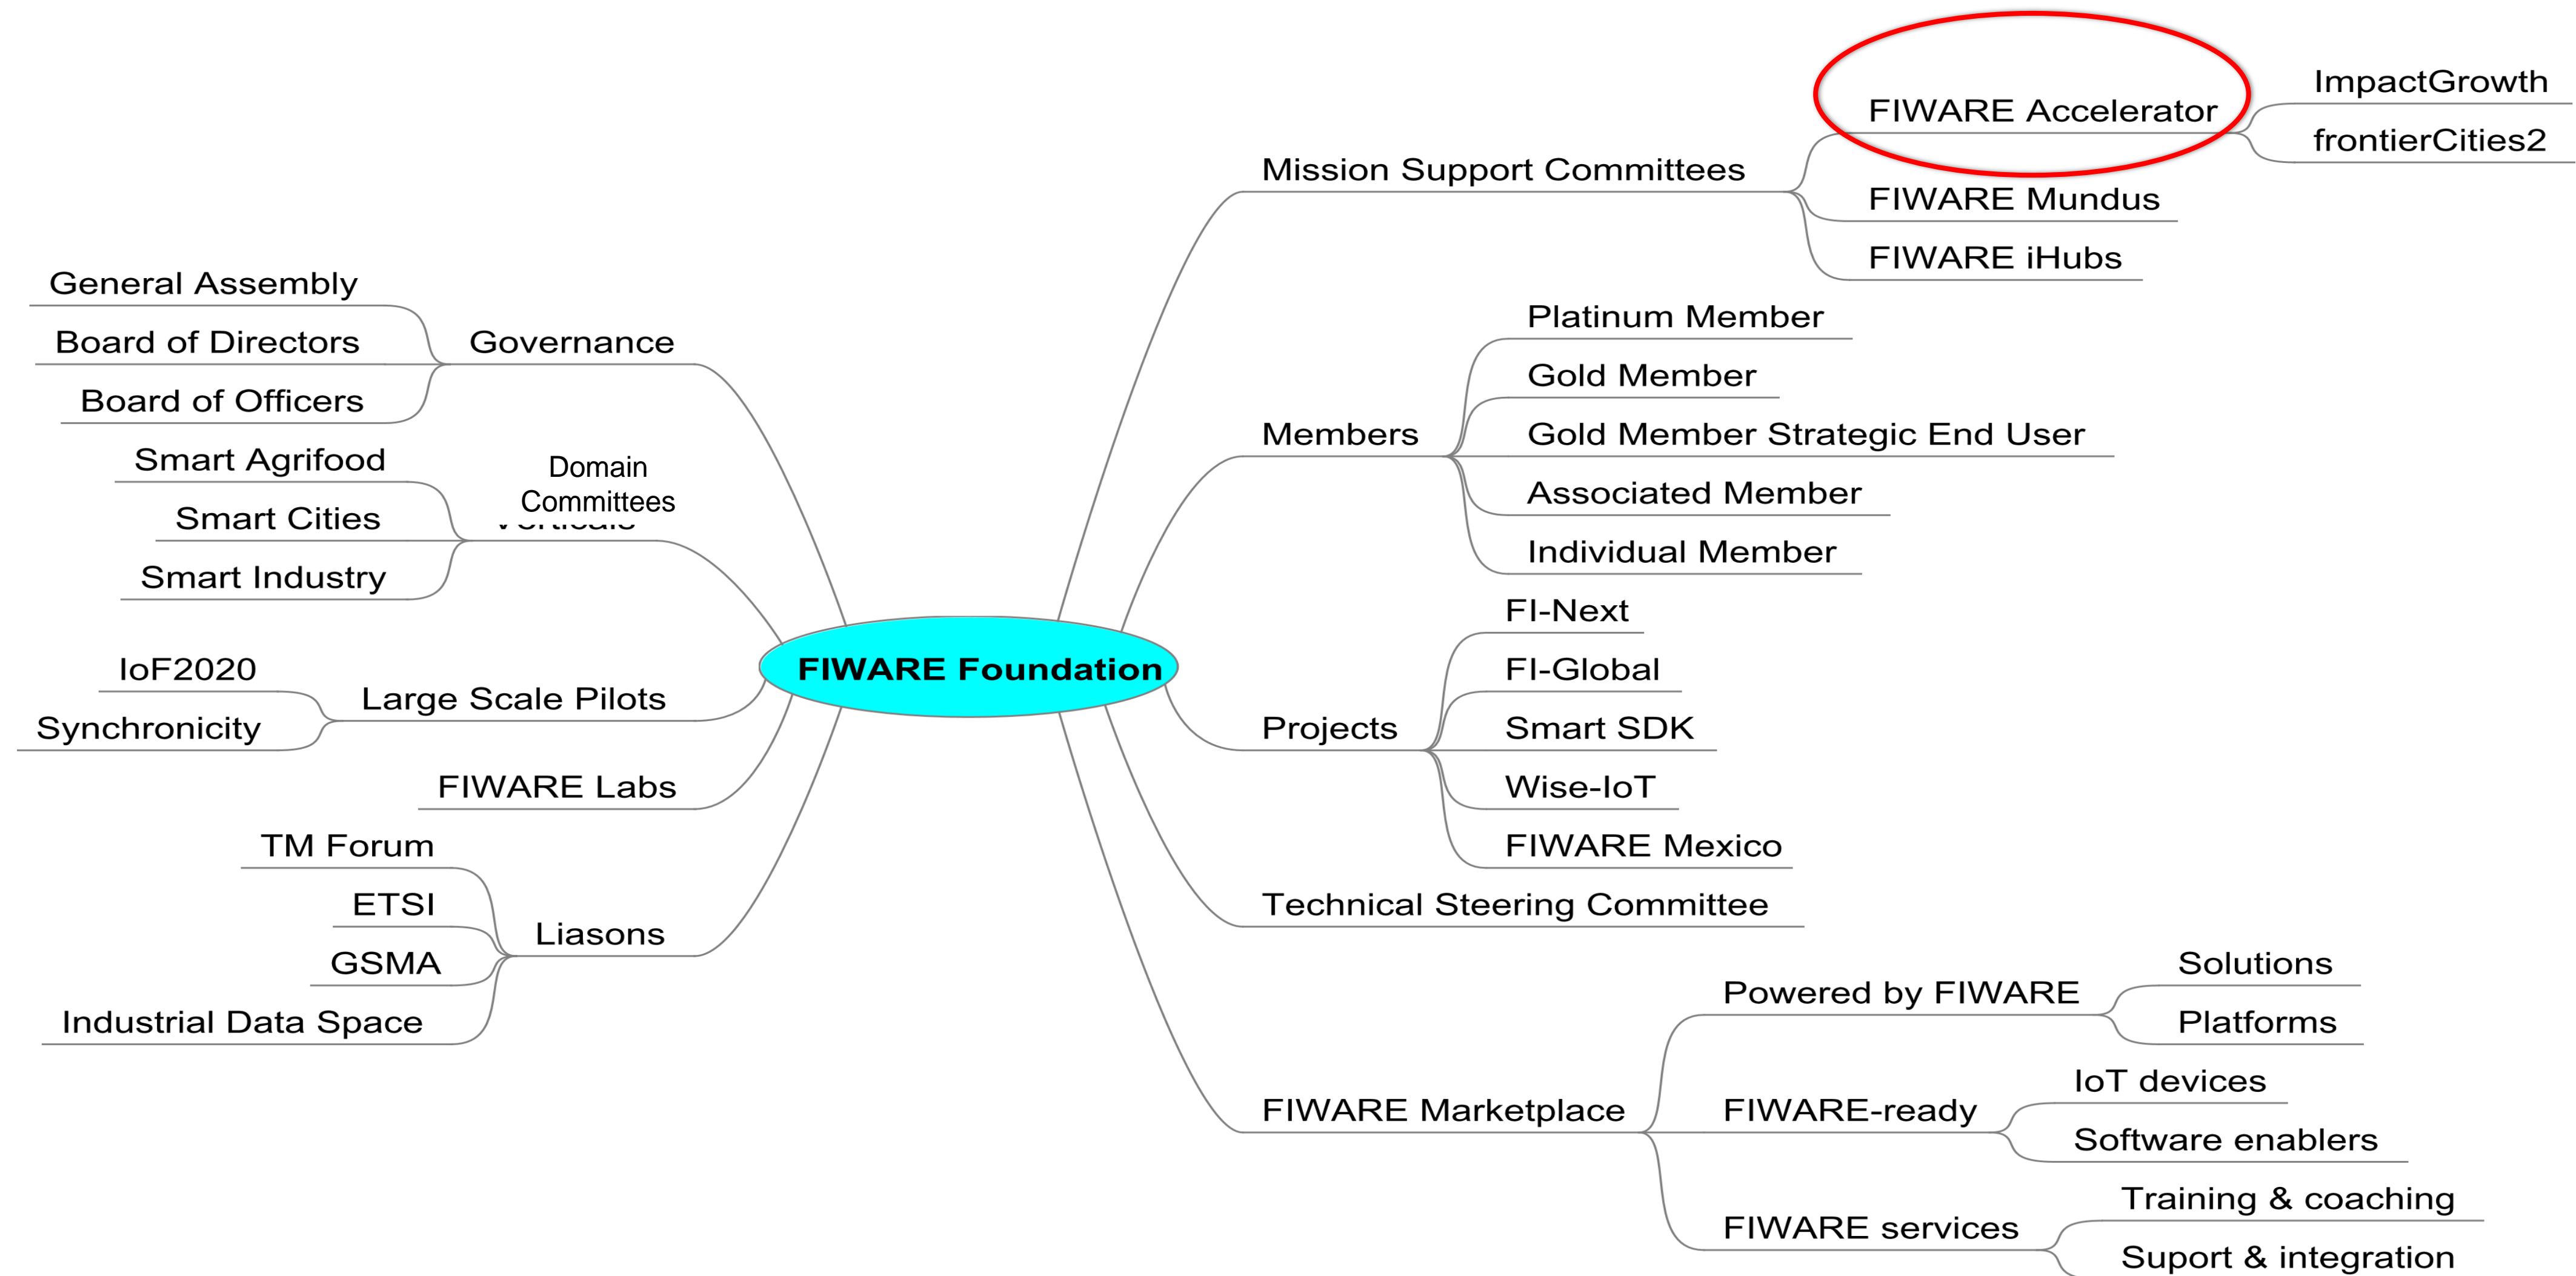 FIWARE Foundation
Mission Support Committees
FIWARE Accelerator
ImpactGrowth
frontierCities2
FIWARE Mundus
FIWARE iHubs
Members
Platinum Member
Gold Member
Gold Member Strategic End User
Associated Member
Individual Member
Projects
FI-Next
FI-Global
Smart SDK
Wise-IoT
FIWARE Mexico
Technical Steering Committee
FIWARE Marketplace
Powered by FIWARE
Solutions
Platforms
FIWARE-ready
IoT devices
Software enablers
FIWARE services
Training & coaching
Suport & integration
Governance
General Assembly
Board of Directors
Board of Officers
Domain
Committees
Smart Agrifood
Smart Cities
Smart Industry
Large Scale Pilots
IoF2020
Synchronicity
FIWARE Labs
Liasons
TM Forum
ETSI
GSMA
Industrial Data Space